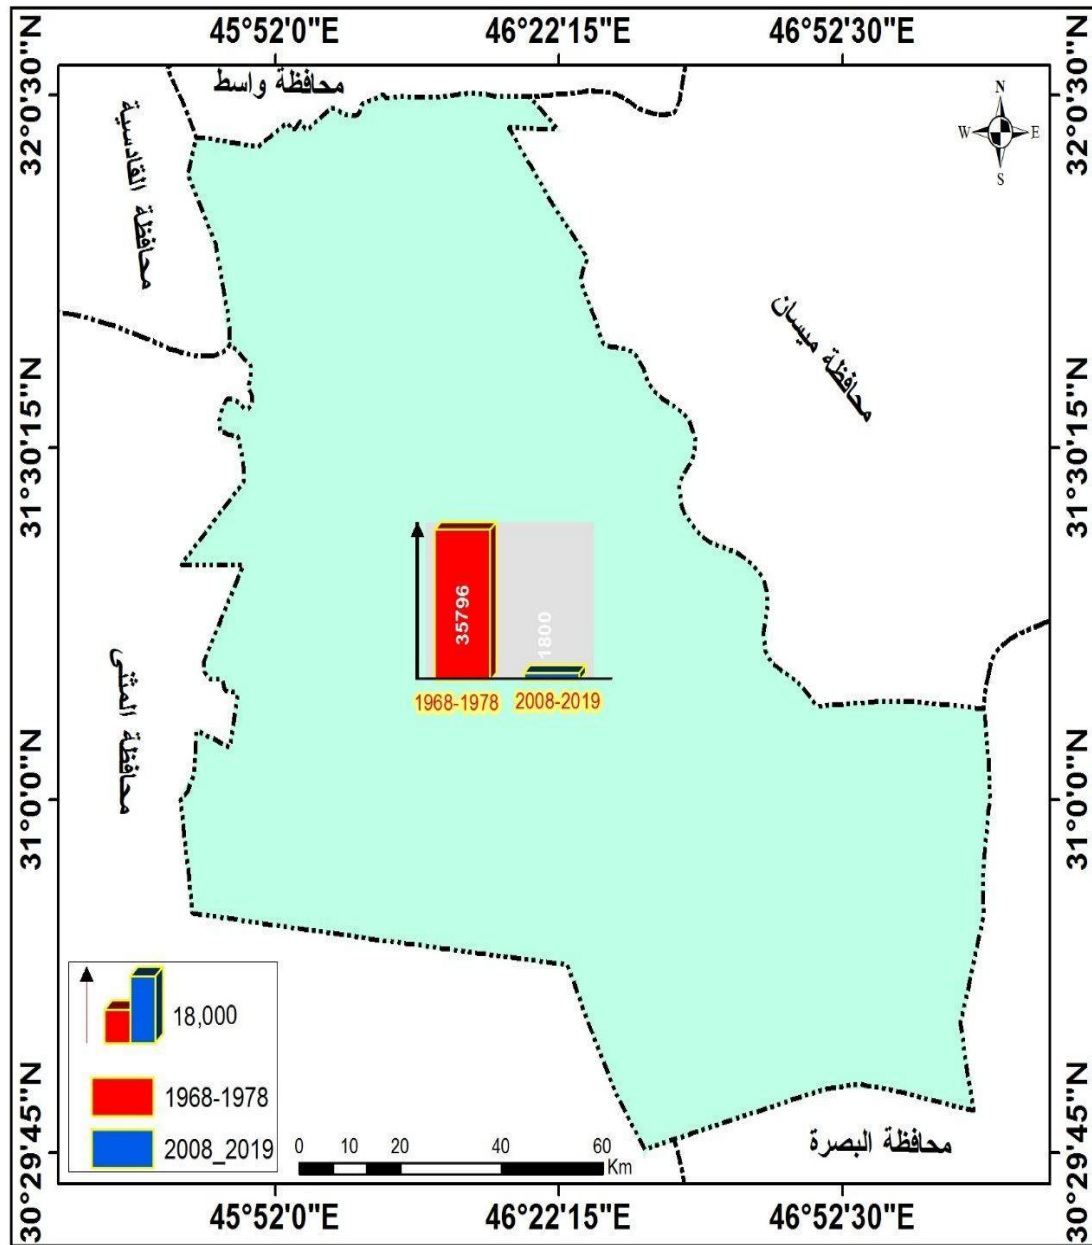 45°52'0"E 46°22'15"E 46°52'30"E
32°0'30"N
32°0'30"N
محافظة واسط
N
W E
S
محافظة القادسية
محافظة ميسان
31°30'15"N
31°30'15"N
35796
1800
1968-1978 2008-2019
محافظة المثنى
31°0'0"N
31°0'0"N
18,000
1968-1978
2008_2019
0 10 20 40 60
Km
محافظة البصرة
30°29'45"N
30°29'45"N
45°52'0"E 46°22'15"E 46°52'30"E